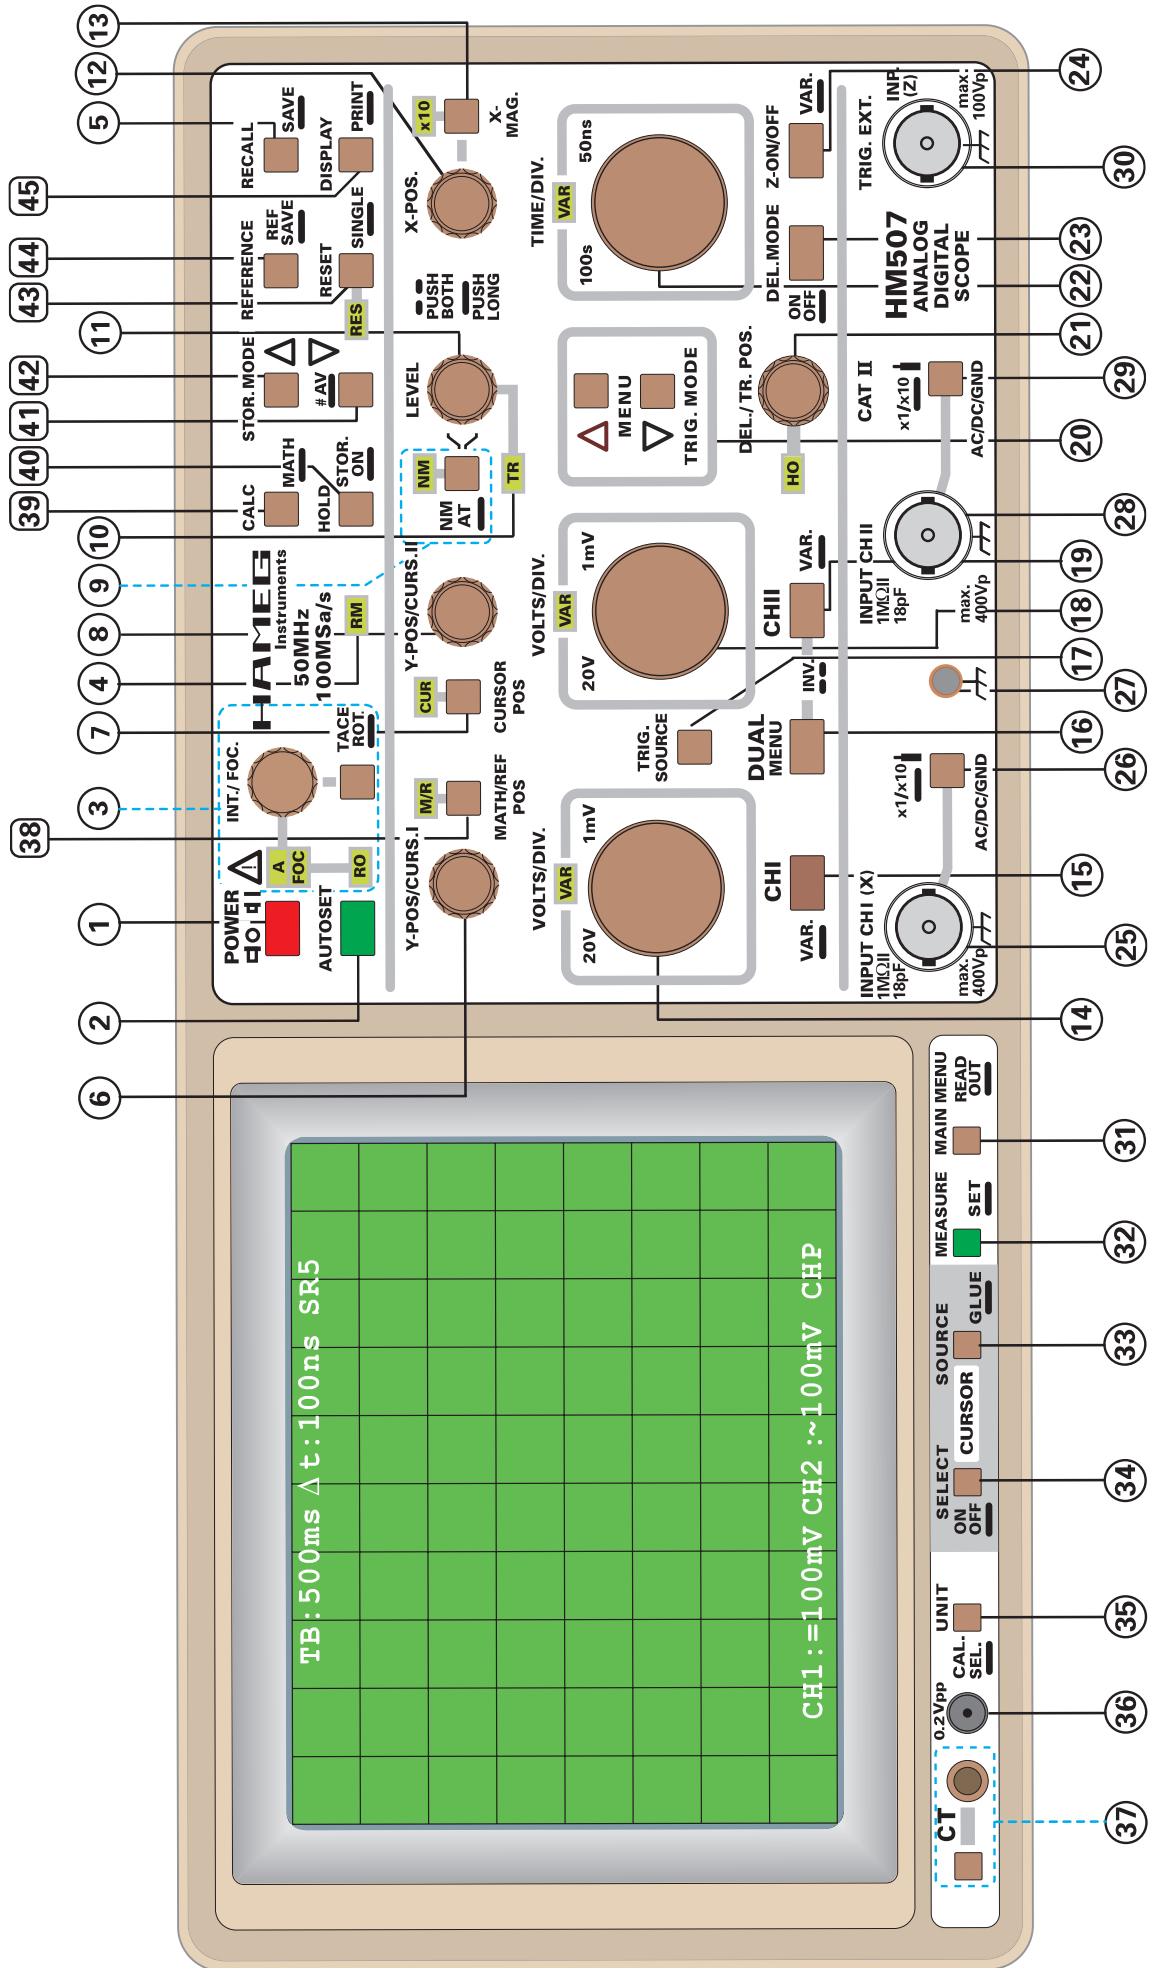 1
2
3
4
5
6
7
8
9
10
11
12
13
38
39
40
41
42
43
44
45
POWER
INT./ FOC.
A
FOC
RO
TACE
ROT.
AUTOSET
HAMEG
Instruments
50MHz
100MSa/s
RM
CALC
MATH
HOLD
STOR.
ON
STOR.MODE
# AV
REFERENCE
REF
SAVE
RESET
SINGLE
RES
RECALL
SAVE
DISPLAY
PRINT
Y-POS/CURS.I
M/R
MATH/REF
POS
CUR
CURSOR
POS
Y-POS/CURS.II
NM
NM
AT
LEVEL
TR
PUSH
BOTH
PUSH
LONG
X-POS.
x10
X-
MAG.
VOLTS/DIV.
VAR
20V
1mV
TRIG.
SOURCE
VOLTS/DIV.
VAR
20V
1mV
MENU
TRIG. MODE
TIME/DIV.
VAR
100s
50ns
CHI
VAR.
DUAL
MENU
INV.
CHII
VAR.
DEL./ TR. POS.
HO
DEL.MODE
ON
OFF
Z-ON/OFF
VAR.
INPUT CH I (X)
1MΩII
18pF
max.
400Vp
x1/x10
AC/DC/GND
INPUT CH II
1MΩII
18pF
max.
400Vp
CAT II
x1/x10
AC/DC/GND
HM507
ANALOG
DIGITAL
SCOPE
TRIG. EXT.
INP.
(Z)
max.
100Vp
TB:500ms Δt:100ns SR5
CH1:=100mV CH2 :~100mV CHP
CT
0.2Vpp
UNIT
CAL.
SEL.
SELECT
ON
OFF
CURSOR
SOURCE
GLUE
MEASURE
SET
MAIN MENU
READ
OUT
37
36
35
34
33
32
31
14
25
15
26
16
27
17
18
19
28
20
29
21
22
23
30
24